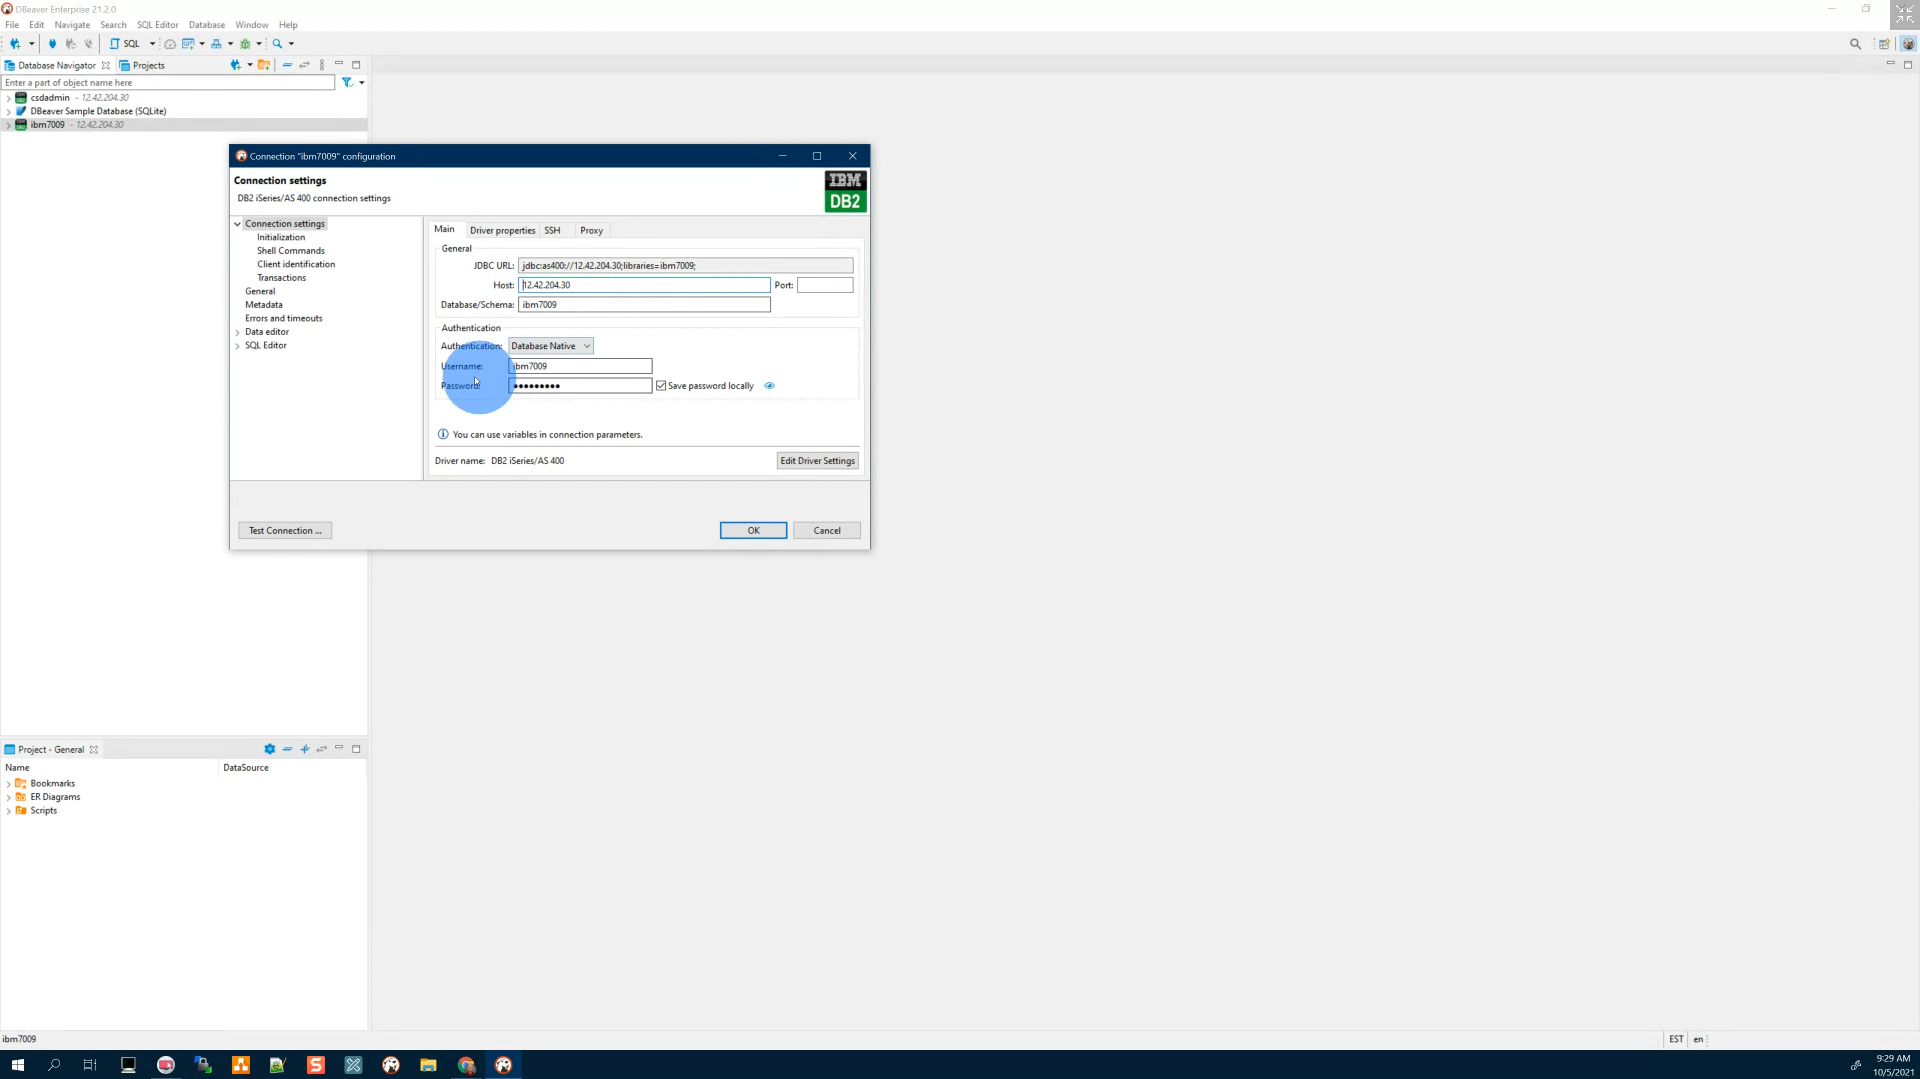 DBeaver Enterprise 21.2.0
File Edit Navigate Search SQL Editor Database Window Help
SQL
Database Navigator Projects
Enter a part of object name here
csdadmin - 12.42.204.30
DBeaver Sample Database (SQLite)
ibm7009 - 12.42.204.30
Connection "ibm7009" configuration
Connection settings
DB2 iSeries/AS 400 connection settings
IBM
DB2
Connection settings
Initialization
Shell Commands
Client identification
Transactions
General
Metadata
Errors and timeouts
Data editor
SQL Editor
Main Driver properties SSH Proxy
General
JDBC URL: jdbc:as400://12.42.204.30;libraries=ibm7009;
Host: 12.42.204.30 Port:
Database/Schema: ibm7009
Authentication
Authentication: Database Native
Username: ibm7009
Password: ●●●●●●●●● Save password locally
You can use variables in connection parameters.
Driver name: DB2 iSeries/AS 400 Edit Driver Settings
Test Connection ... OK Cancel
Project - General
Name DataSource
Bookmarks
ER Diagrams
Scripts
ibm7009 EST en
9:29 AM
10/5/2021